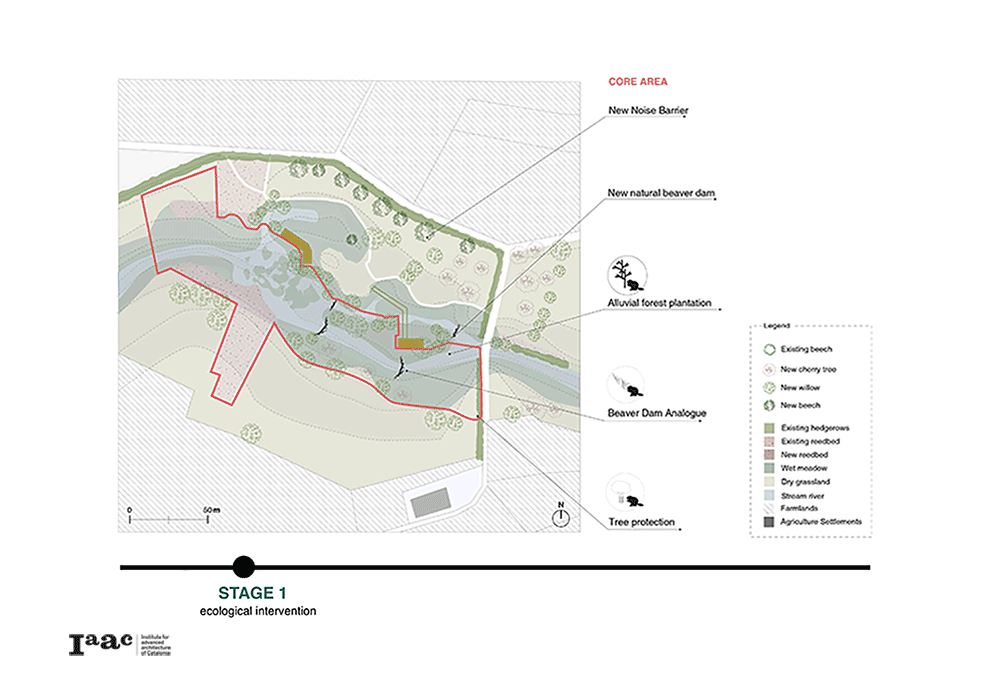 CORE AREA
New Noise Barrier
New natural beaver dam
Alluvial forest plantation
Beaver Dam Analogue
Tree protection
Legend
Existing beech
New cherry tree
New willow
New beech
Existing hedgerows
Existing reedbed
New reedbed
Wet meadow
Dry grassland
Stream river
Farmlands
Agriculture Settlements
0 50m
N
STAGE 1
ecological intervention
Iaac
Institute for
advanced
architecture
of Catalonia